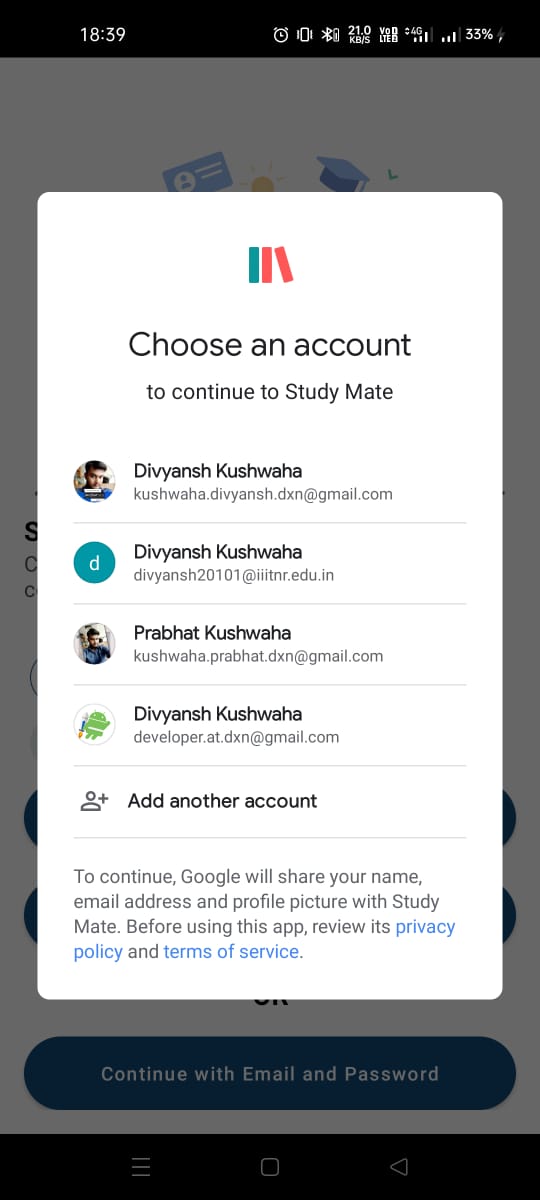 18:39
21.0 KB/S
VoD LTE
4G
33%
Choose an account
to continue to Study Mate
Divyansh Kushwaha
kushwaha.divyansh.dxn@gmail.com
d
Divyansh Kushwaha
divyansh20101@iiitnr.edu.in
Prabhat Kushwaha
kushwaha.prabhat.dxn@gmail.com
Divyansh Kushwaha
developer.at.dxn@gmail.com
Add another account
To continue, Google will share your name,
email address and profile picture with Study
Mate. Before using this app, review its privacy
policy and terms of service.
OR
Continue with Email and Password